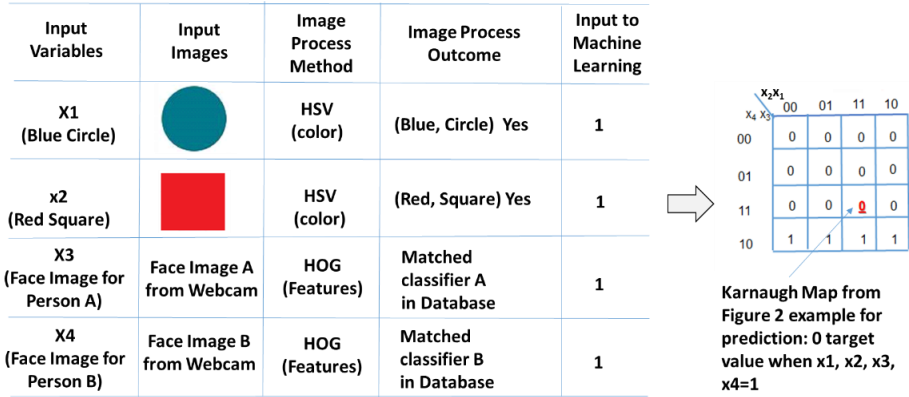 Input Variables
Input Images
Image Process Method
Image Process Outcome
Input to Machine Learning
X1
(Blue Circle)
HSV
(color)
(Blue, Circle) Yes
1
x2
(Red Square)
HSV
(color)
(Red, Square) Yes
1
X3
(Face Image for
Person A)
Face Image A
from Webcam
HOG
(Features)
Matched
classifier A
in Database
1
X4
(Face Image for
Person B)
Face Image B
from Webcam
HOG
(Features)
Matched
classifier B
in Database
1
x2x1
x4 x3
00 01 11 10
00 0 0 0 0
01 0 0 0 0
11 0 0 0 0
10 1 1 1 1
Karnaugh Map from
Figure 2 example for
prediction: 0 target
value when x1, x2, x3,
x4=1